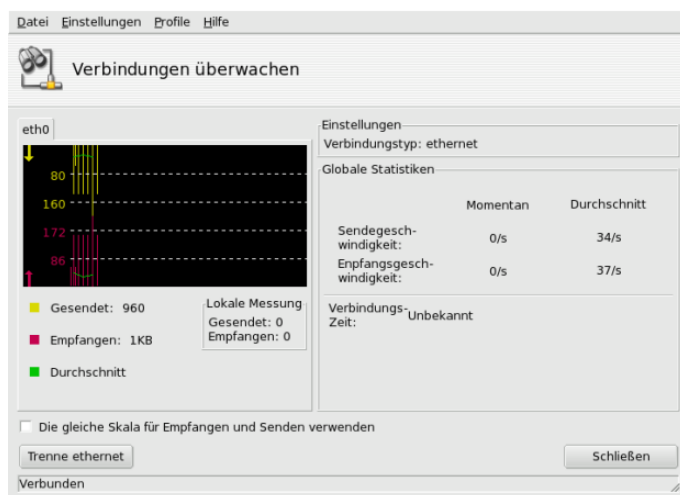 Datei Einstellungen Profile Hilfe
Verbindungen überwachen
eth0
80
160
172
86
Gesendet: 960
Empfangen: 1KB
Durchschnitt
Lokale Messung
Gesendet: 0
Empfangen: 0
Einstellungen
Verbindungstyp: ethernet
Globale Statistiken
Momentan Durchschnitt
Sendegesch-
windigkeit: 0/s 34/s
Enpfangsgesch-
windigkeit: 0/s 37/s
Verbindungs-
Zeit: Unbekannt
Die gleiche Skala für Empfangen und Senden verwenden
Trenne ethernet Schließen
Verbunden